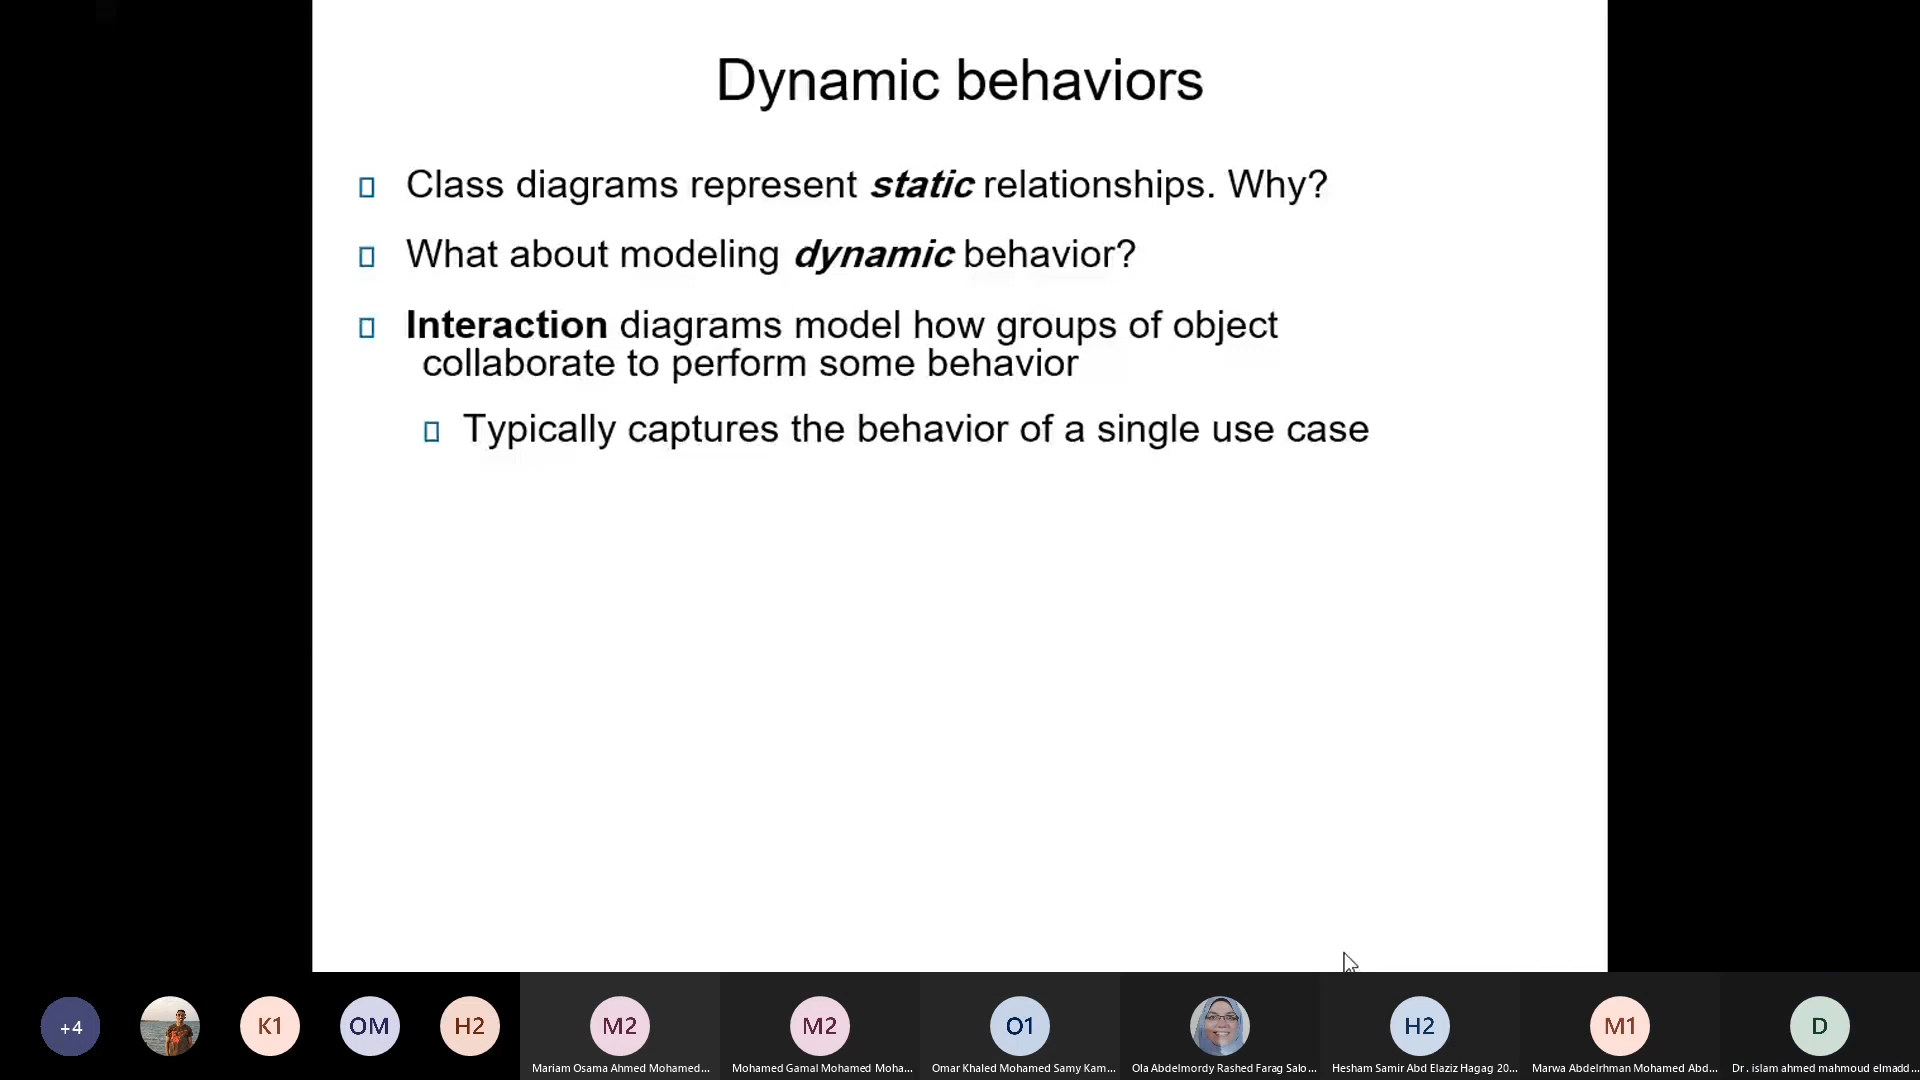 Dynamic behaviors
Class diagrams represent static relationships. Why?
What about modeling dynamic behavior?
Interaction diagrams model how groups of object
collaborate to perform some behavior
Typically captures the behavior of a single use case
+4
K1
OM
H2
M2
M2
O1
H2
M1
D
Mariam Osama Ahmed Mohamed...
Mohamed Gamal Mohamed Moha...
Omar Khaled Mohamed Samy Kam...
Ola Abdelmordy Rashed Farag Salo...
Hesham Samir Abd Elaziz Hagag 20...
Marwa Abdelrhman Mohamed Abd...
Dr. islam ahmed mahmoud elmadd...